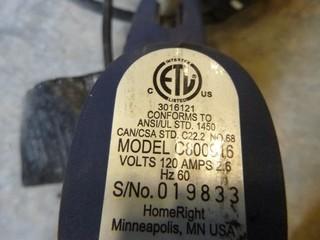 INTERTEK
ETL
C US
LISTED
3016121
CONFORMS TO
ANSI/UL STD. 1450
CAN/CSA STD. C22.2 NO.68
MODEL C800916
VOLTS 120 AMPS 2.6
Hz 60
S/No. 019833
HomeRight
Minneapolis, MN USA